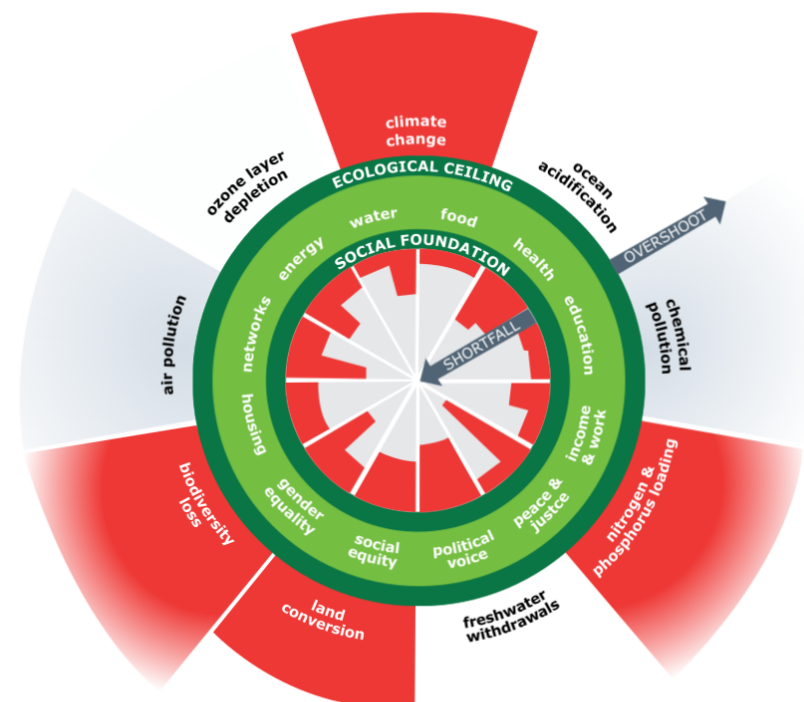 climate
change
ECOLOGICAL CEILING
ocean
acidification
OVERSHOOT
chemical
pollution
nitrogen &
phosphorus loading
freshwater
withdrawals
land
conversion
biodiversity
loss
air pollution
ozone layer
depletion
water
food
health
education
income
& work
peace &
justce
political
voice
social
equity
gender
equality
housing
networks
energy
SOCIAL FOUNDATION
SHORTFALL